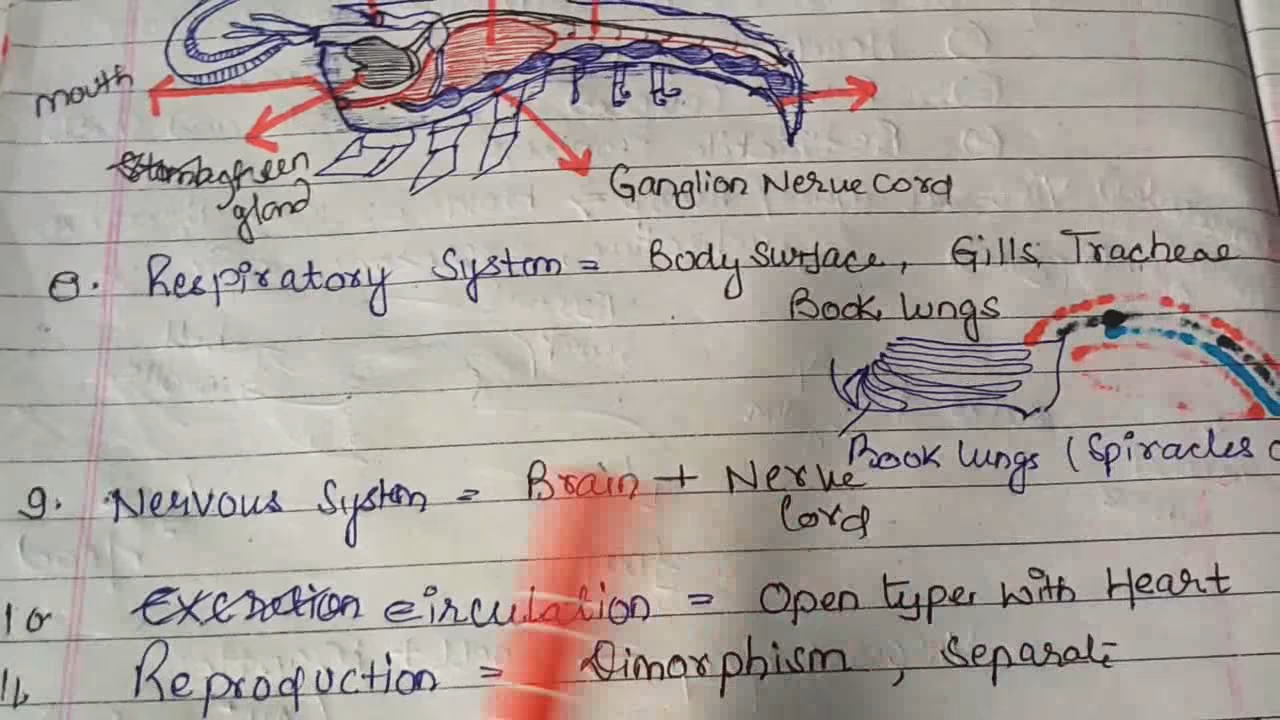 mouth
green
gland
Ganglion Nerve Cord
8. Respiratory System = Body surface, Gills, Tracheae
Book lungs
Book lungs (Spiracles
9. Nervous System = Brain + Nerve
Cord
10 Excretion circulation = Open type with Heart
11. Reproduction = Dimorphism, Separate